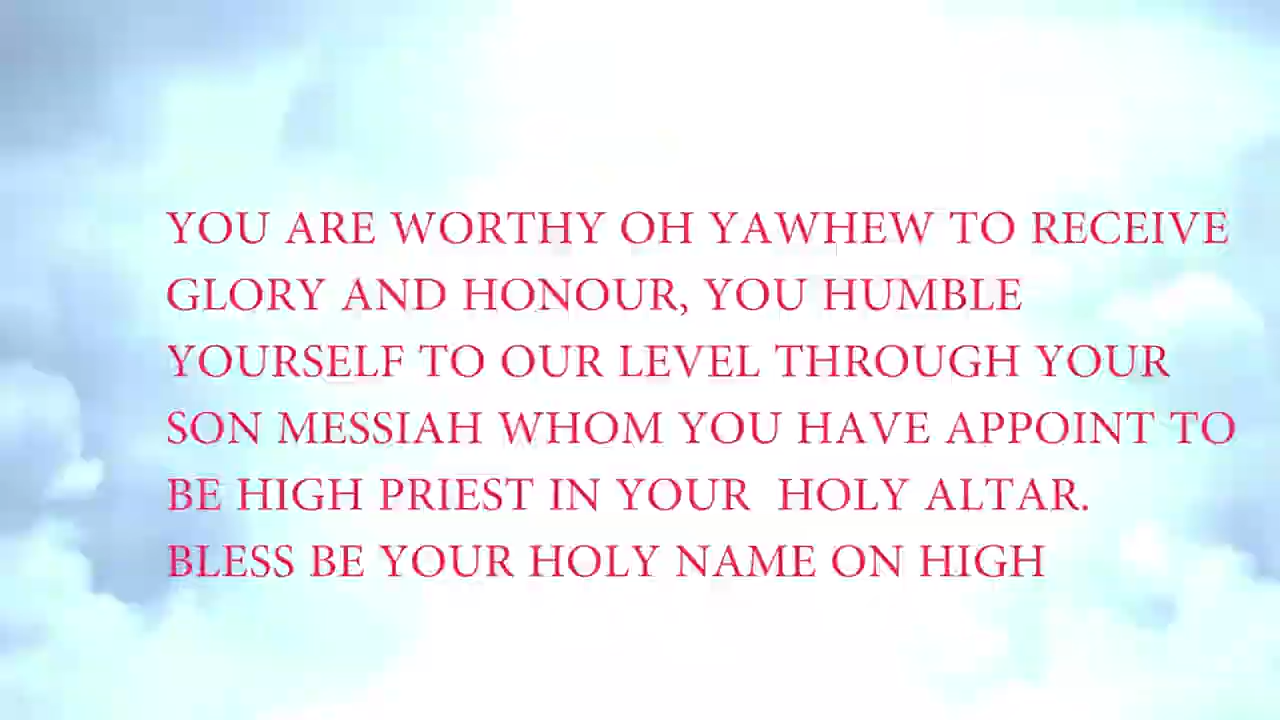 YOU ARE WORTHY OH YAWHEW TO RECEIVE
GLORY AND HONOUR, YOU HUMBLE
YOURSELF TO OUR LEVEL THROUGH YOUR
SON MESSIAH WHOM YOU HAVE APPOINT TO
BE HIGH PRIEST IN YOUR  HOLY ALTAR.
BLESS BE YOUR HOLY NAME ON HIGH